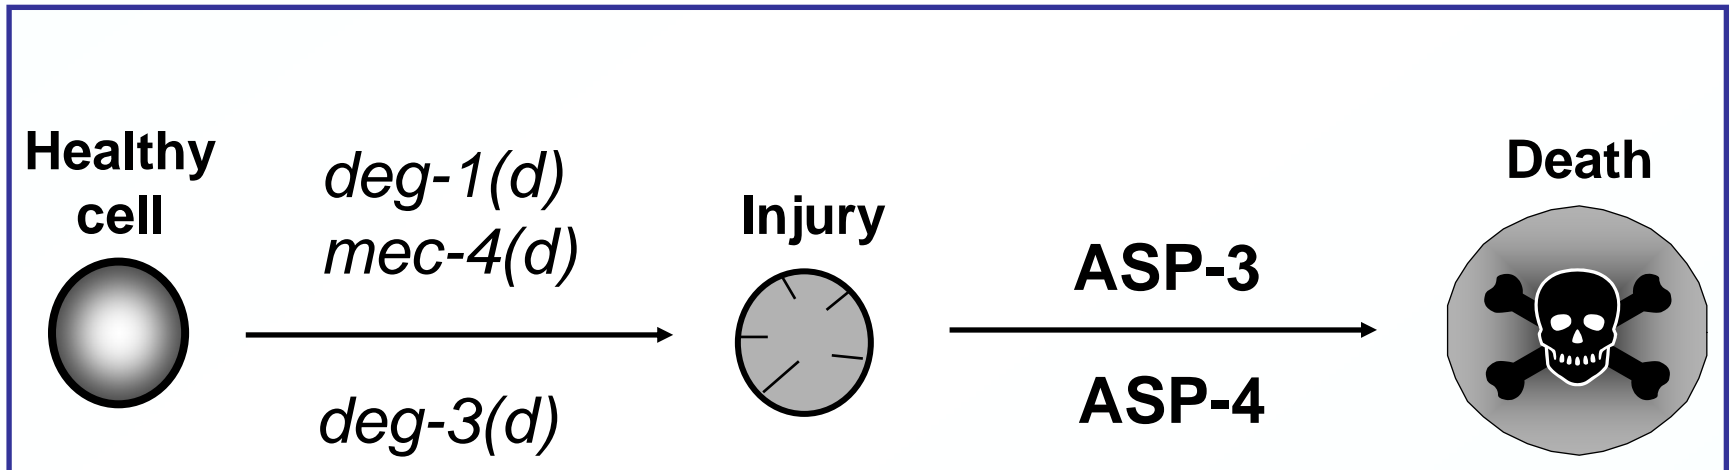 Healthy
cell
deg-1(d)
mec-4(d)
deg-3(d)
Injury
ASP-3
ASP-4
Death